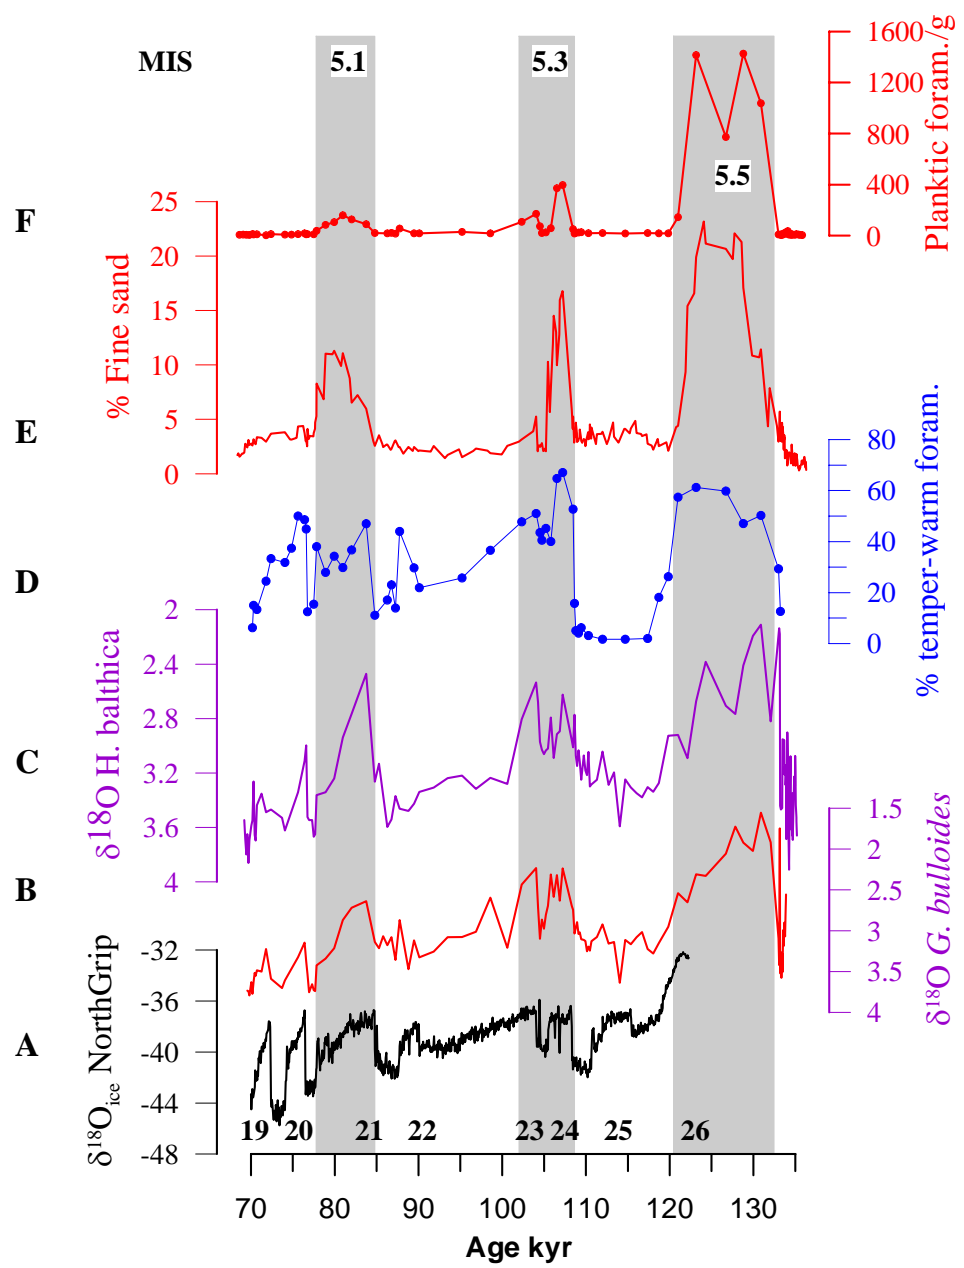 MIS
5.1
5.3
5.5
1600
1200
800
400
0
Planktic foram./g
F
25
20
15
10
5
0
% Fine sand
E
80
60
40
20
0
% temper-warm foram.
D
2
2.4
2.8
3.2
3.6
4
δ18O H. balthica
C
1.5
2
2.5
3
3.5
4
δ18O G. bulloides
B
-32
-36
-40
-44
-48
δ18Oice NorthGrip
A
19 20 21 22 23 24 25 26
70 80 90 100 110 120 130
Age kyr